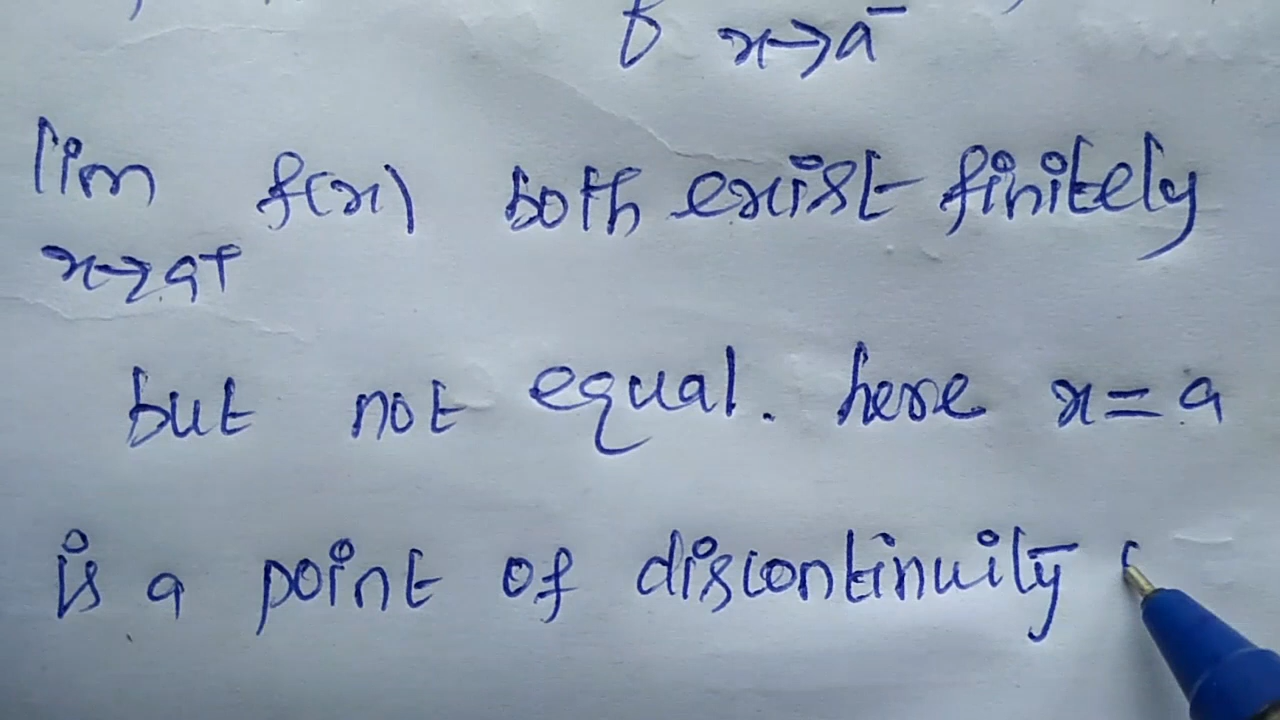 x→a⁻
lim f(x) both exist finitely
x→a⁺
but not equal. here x=a
is a point of discontinuity